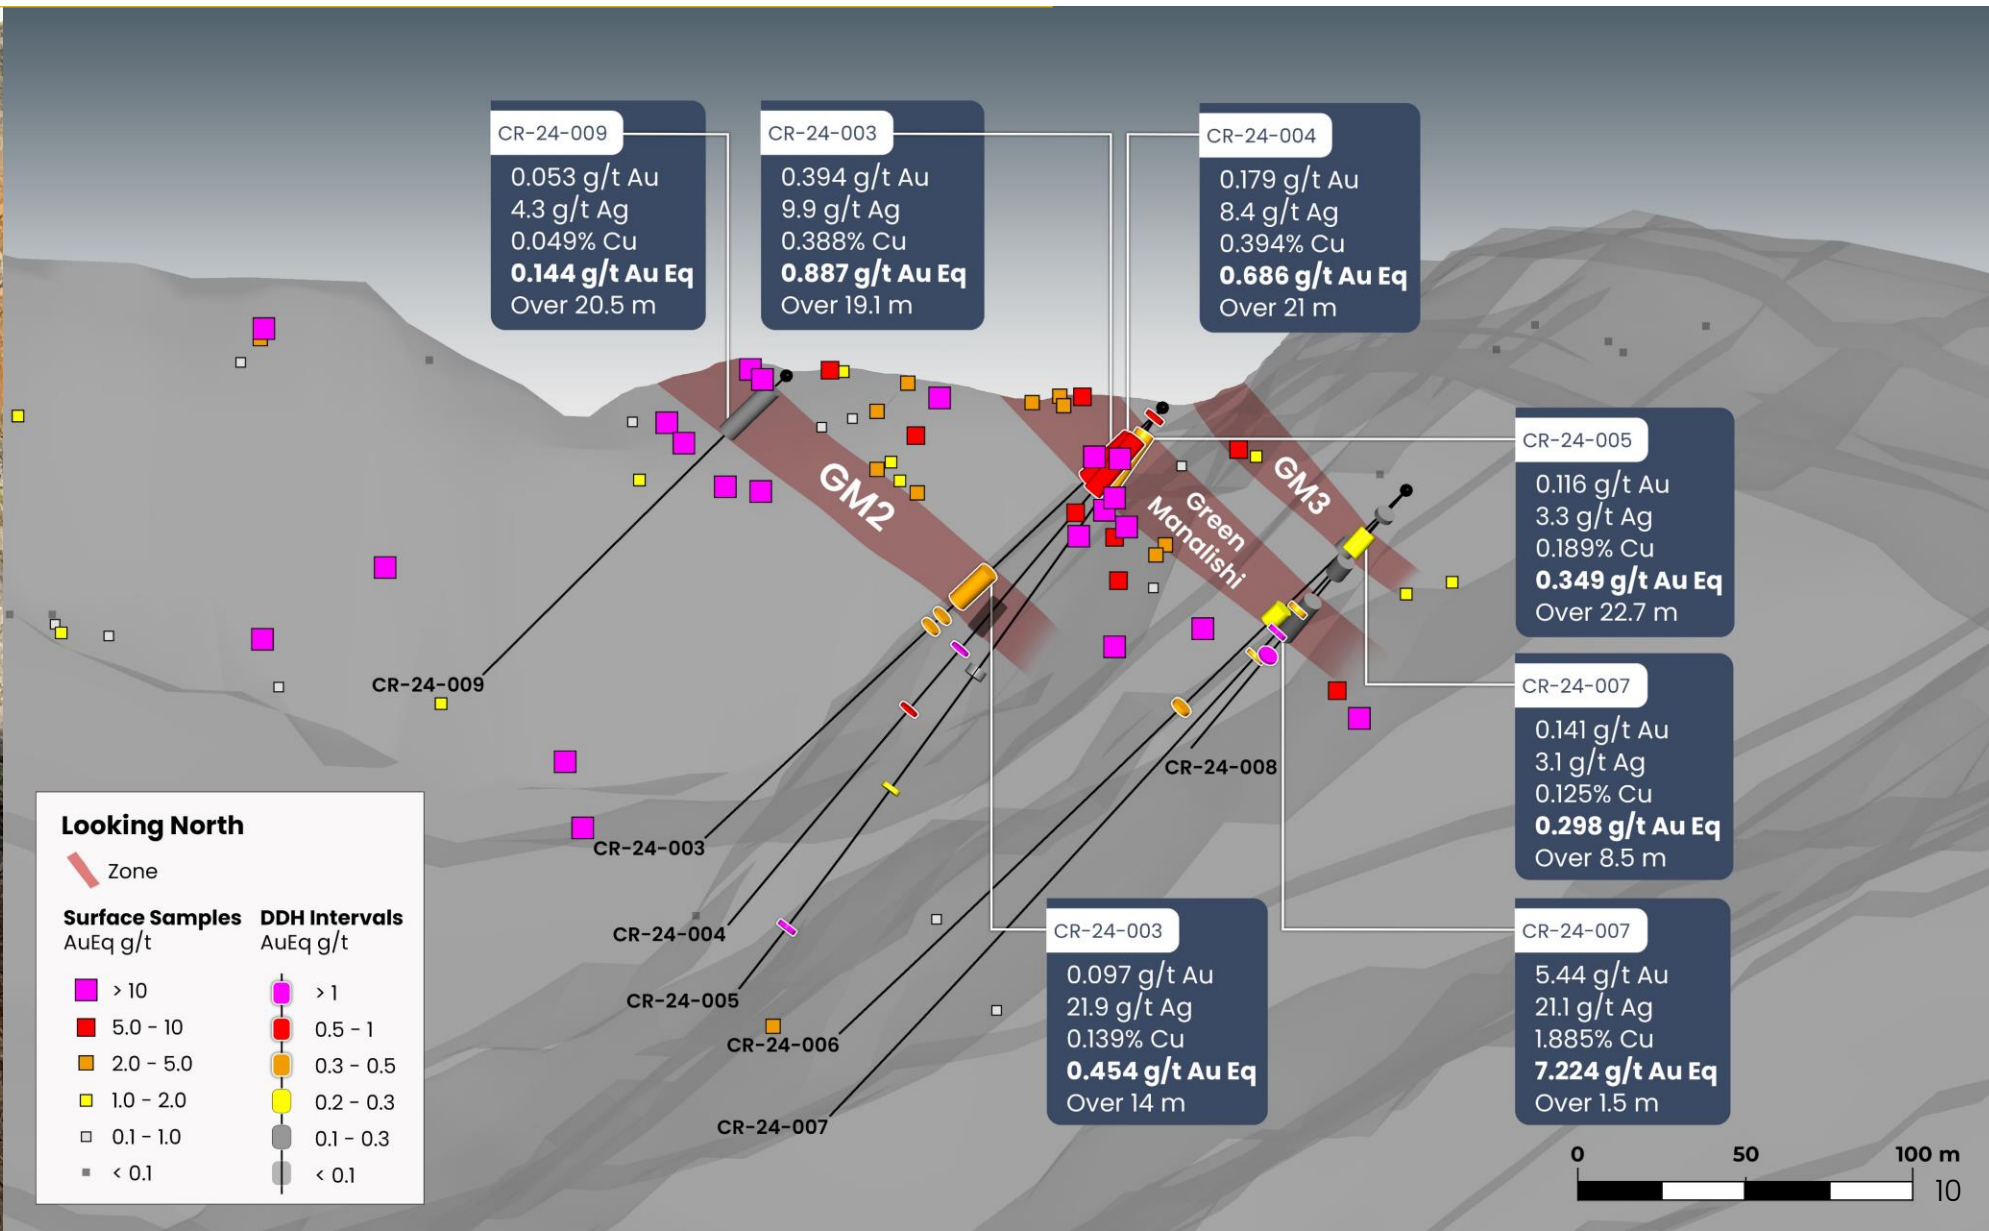 CR-24-009
0.053 g/t Au
4.3 g/t Ag
0.049% Cu
0.144 g/t Au Eq
Over 20.5 m
CR-24-003
0.394 g/t Au
9.9 g/t Ag
0.388% Cu
0.887 g/t Au Eq
Over 19.1 m
CR-24-004
0.179 g/t Au
8.4 g/t Ag
0.394% Cu
0.686 g/t Au Eq
Over 21 m
CR-24-005
0.116 g/t Au
3.3 g/t Ag
0.189% Cu
0.349 g/t Au Eq
Over 22.7 m
CR-24-007
0.141 g/t Au
3.1 g/t Ag
0.125% Cu
0.298 g/t Au Eq
Over 8.5 m
CR-24-003
0.097 g/t Au
21.9 g/t Ag
0.139% Cu
0.454 g/t Au Eq
Over 14 m
CR-24-007
5.44 g/t Au
21.1 g/t Ag
1.885% Cu
7.224 g/t Au Eq
Over 1.5 m
GM2
Green
Manalishi
GM3
CR-24-009
CR-24-008
CR-24-003
CR-24-004
CR-24-005
CR-24-006
CR-24-007
Looking North
Zone
Surface Samples
AuEq g/t
> 10
5.0 - 10
2.0 - 5.0
1.0 - 2.0
0.1 - 1.0
< 0.1
DDH Intervals
AuEq g/t
> 1
0.5 - 1
0.3 - 0.5
0.2 - 0.3
0.1 - 0.3
< 0.1
0 50 100 m
10